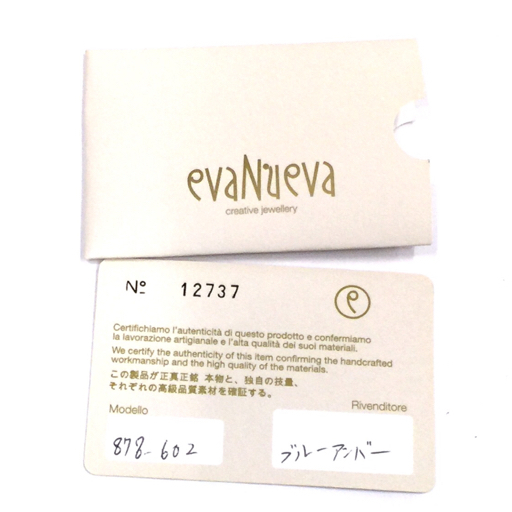 evaNueva
creative jewellery
Nº 12737
e
Certifichiamo l'autenticità di questo prodotto e confermiamo
la lavorazione artigianale e l'alta qualità dei suoi materiali.
We certify the authenticity of this item confirming the handcrafted
workmanship and the high quality of the materials.
この製品が正真正銘 本物と、独自の技量、
それぞれの高級品質素材を確証する。
Modello Rivenditore
878-602 ブルーアンバー